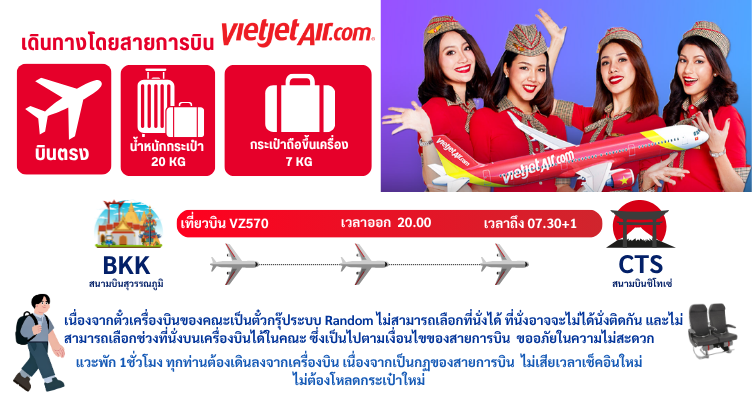 เดินทางโดยสายการบิน vietjetAir.com
บินตรง
น้ำหนักกระเป๋า
20 KG
กระเป๋าถือขึ้นเครื่อง
7 KG
vietjetAir.com
เที่ยวบิน VZ570 เวลาออก 20.00 เวลาถึง 07.30+1
BKK
สนามบินสุวรรณภูมิ
CTS
สนามบินชิโทเซ่
เนื่องจากตั๋วเครื่องบินของคณะเป็นตั๋วกรุ๊ประบบ Random ไม่สามารถเลือกที่นั่งได้ ที่นั่งอาจจะไม่ได้นั่งติดกัน และไม่
สามารถเลือกช่วงที่นั่งบนเครื่องบินได้ในคณะ ซึ่งเป็นไปตามเงื่อนไขของสายการบิน ขออภัยในความไม่สะดวก
แวะพัก 1ชั่วโมง ทุกท่านต้องเดินลงจากเครื่องบิน เนื่องจากเป็นกฎของสายการบิน ไม่เสียเวลาเช็คอินใหม่
ไม่ต้องโหลดกระเป๋าใหม่